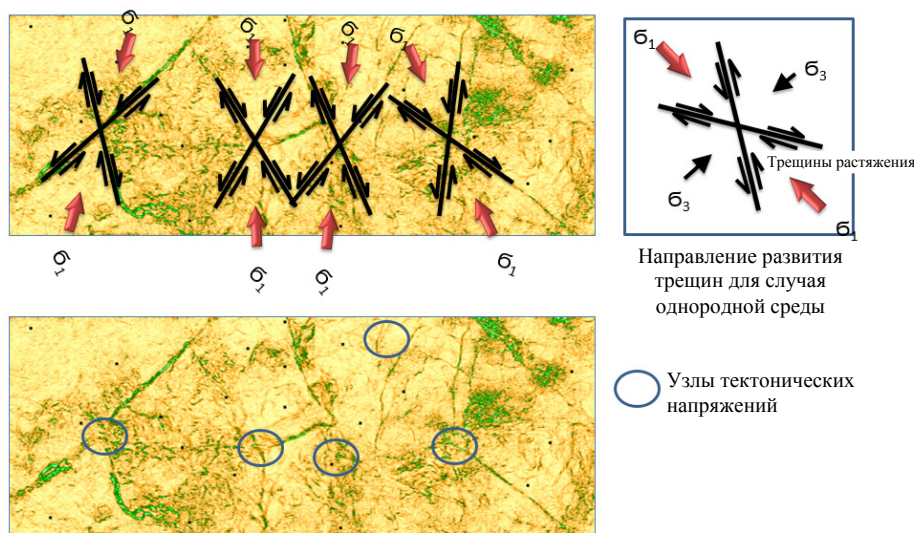 б₁
б₁
б₁
б₁
б₁
б₁
б₁
б₁
б₁
б₃
Трещины растяжения
б₃
б₁
Направление развития
трещин для случая
однородной среды
Узлы тектонических
напряжений